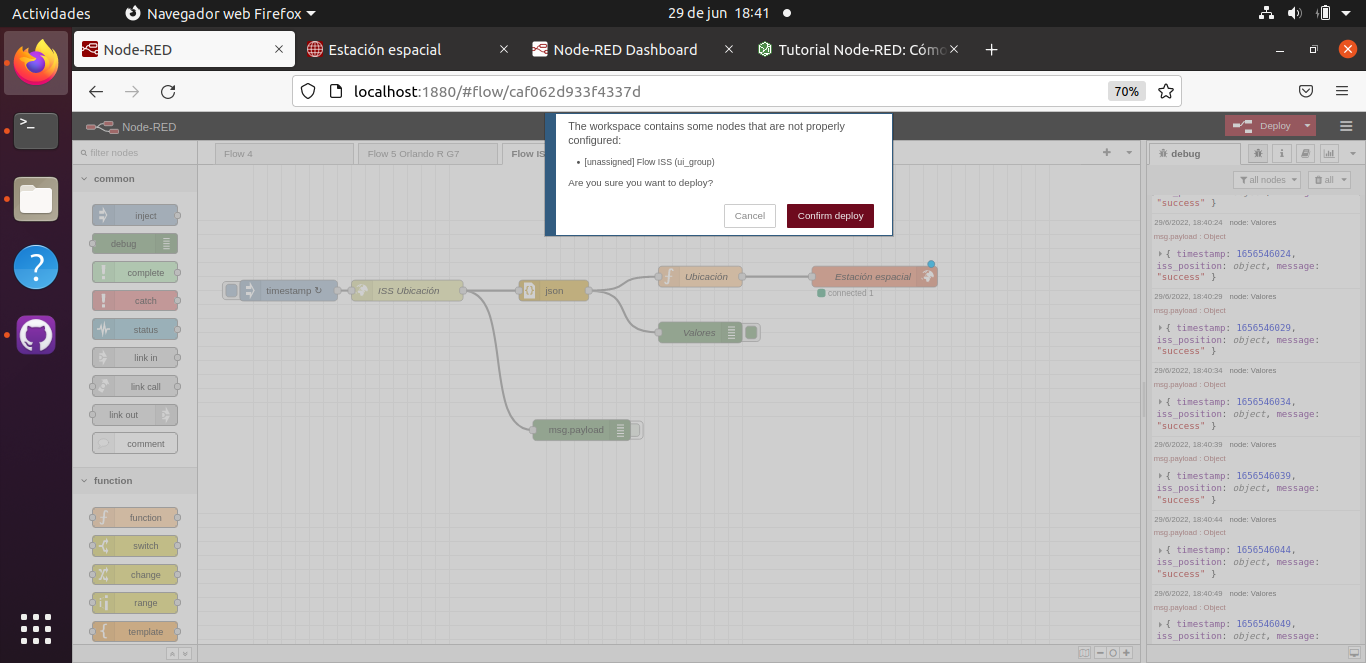 Actividades
Navegador web Firefox
29 de jun 18:41
Node-RED
Estación espacial
Node-RED Dashboard
Tutorial Node-RED: Cómo
localhost:1880/#flow/caf062d933f4337d
70%
Node-RED
Deploy
filter nodes
Flow 4
Flow 5 Orlando R G7
Flow IS
The workspace contains some nodes that are not properly
configured:
[unassigned] Flow ISS (ui_group)
Are you sure you want to deploy?
Cancel
Confirm deploy
common
inject
debug
complete
catch
status
link in
link call
link out
comment
function
function
switch
change
range
template
timestamp ↻
ISS Ubicación
json
Ubicación
Estación espacial
connected 1
Valores
msg.payload
debug
all nodes
all
iss_position: object, message:
"success" }
29/6/2022, 18:40:24 node: Valores
msg.payload : Object
{ timestamp: 1656546024,
iss_position: object, message:
"success" }
29/6/2022, 18:40:29 node: Valores
msg.payload : Object
{ timestamp: 1656546029,
iss_position: object, message:
"success" }
29/6/2022, 18:40:34 node: Valores
msg.payload : Object
{ timestamp: 1656546034,
iss_position: object, message:
"success" }
29/6/2022, 18:40:39 node: Valores
msg.payload : Object
{ timestamp: 1656546039,
iss_position: object, message:
"success" }
29/6/2022, 18:40:44 node: Valores
msg.payload : Object
{ timestamp: 1656546044,
iss_position: object, message:
"success" }
29/6/2022, 18:40:49 node: Valores
msg.payload : Object
{ timestamp: 1656546049,
iss_position: object, message: